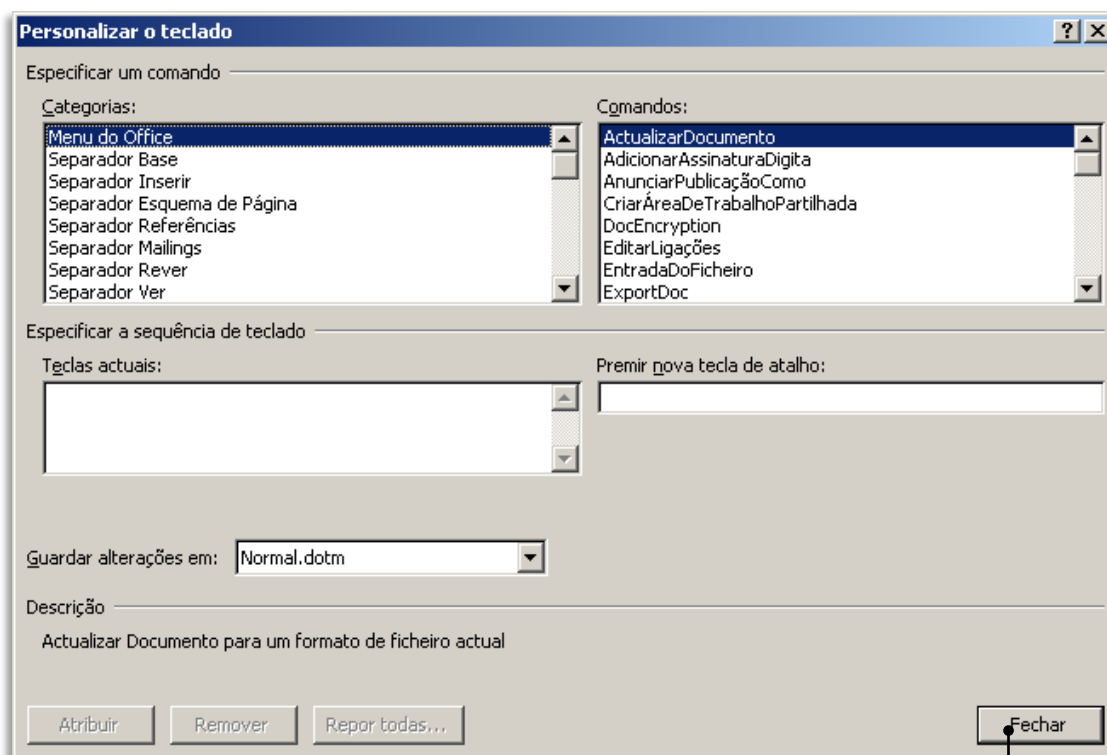 Personalizar o teclado
Especificar um comando
Categorias:
Comandos:
Menu do Office
Separador Base
Separador Inserir
Separador Esquema de Página
Separador Referências
Separador Mailings
Separador Rever
Separador Ver
ActualizarDocumento
AdicionarAssinaturaDigita
AnunciarPublicaçãoComo
CriarÁreaDeTrabalhoPartilhada
DocEncryption
EditarLigações
EntradaDoFicheiro
ExportDoc
Especificar a sequência de teclado
Teclas actuais:
Premir nova tecla de atalho:
Guardar alterações em: Normal.dotm
Descrição
Actualizar Documento para um formato de ficheiro actual
Atribuir Remover Repor todas... Fechar